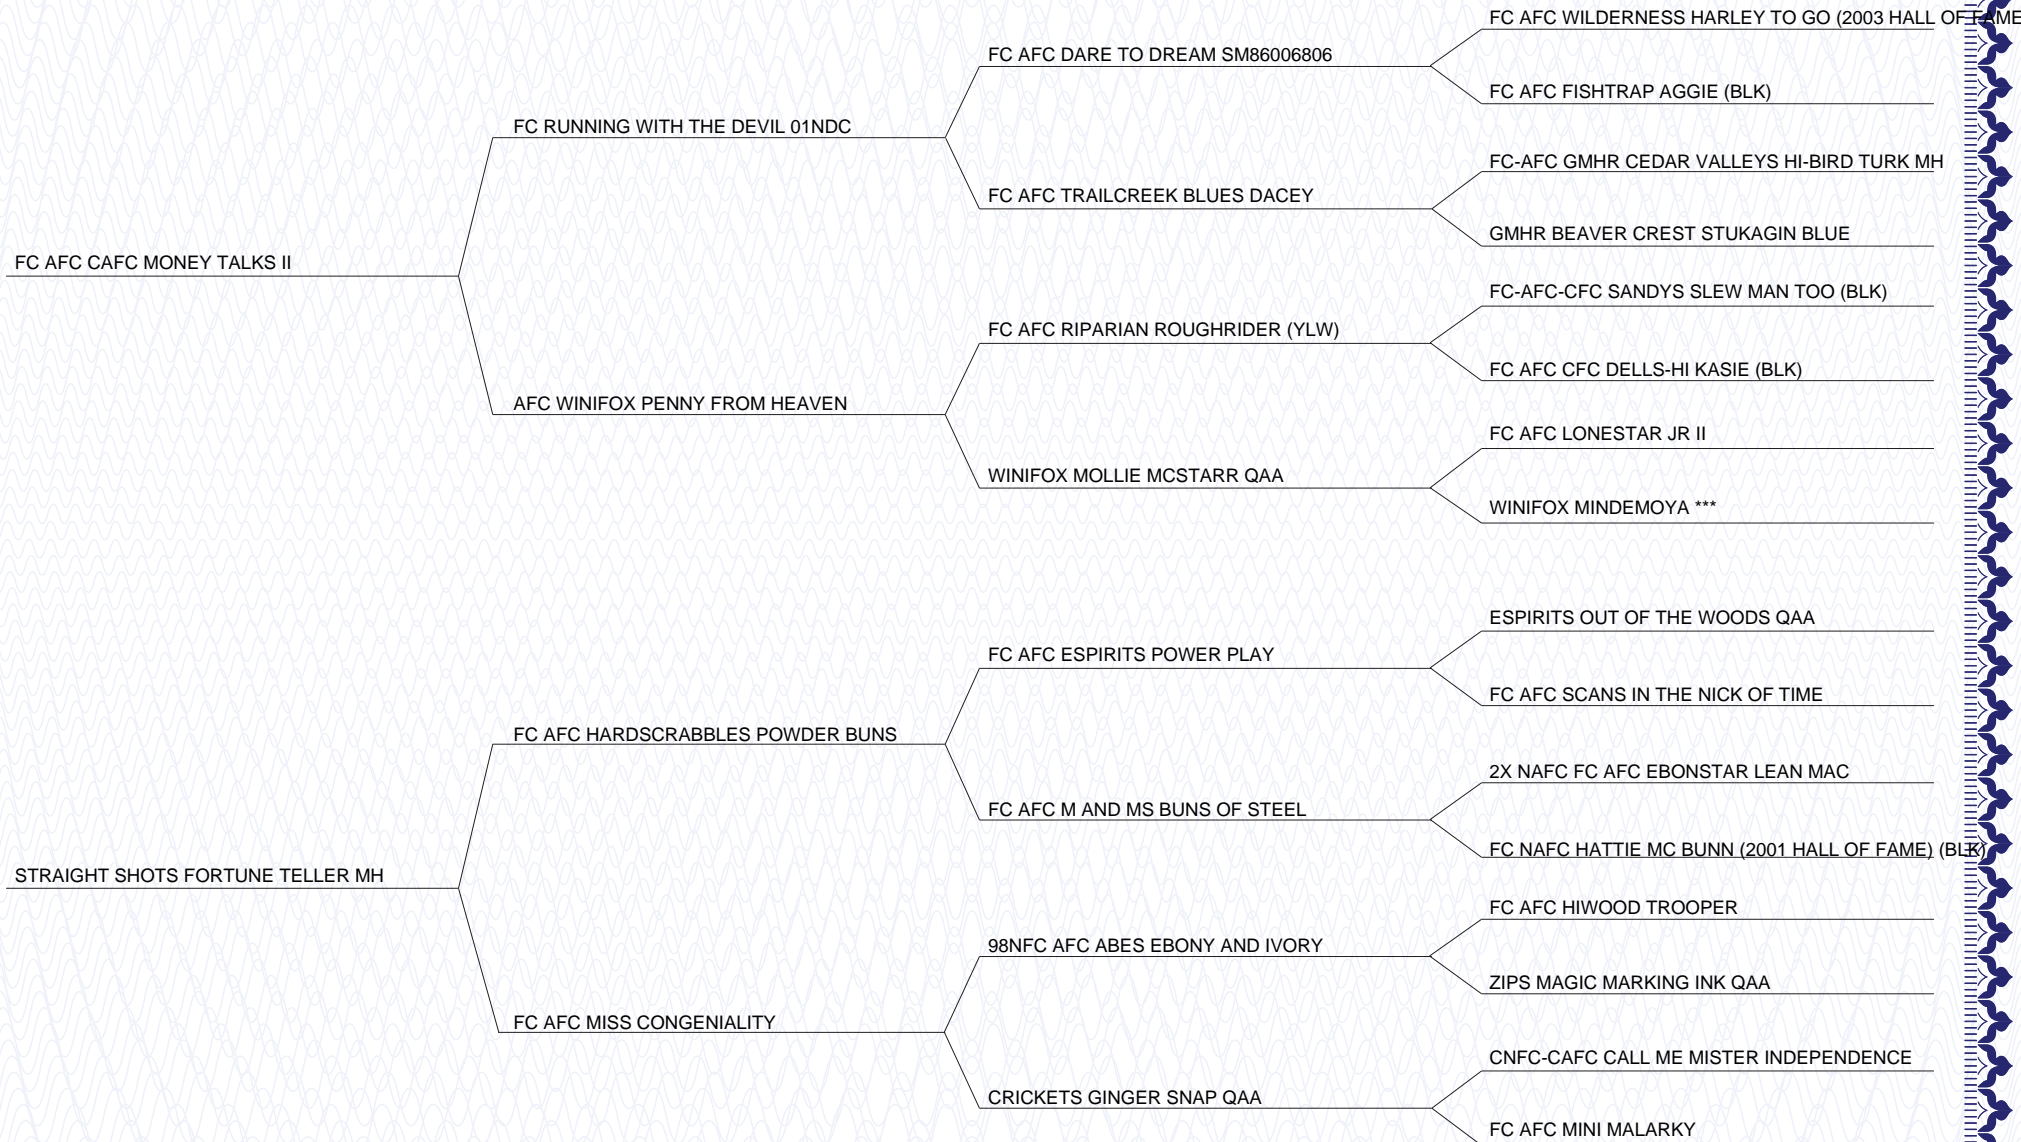 FC AFC WILDERNESS HARLEY TO GO (2003 HALL OF FAME
FC AFC DARE TO DREAM SM86006806
FC AFC FISHTRAP AGGIE (BLK)
FC RUNNING WITH THE DEVIL 01NDC
FC-AFC GMHR CEDAR VALLEYS HI-BIRD TURK MH
FC AFC TRAILCREEK BLUES DACEY
GMHR BEAVER CREST STUKAGIN BLUE
FC AFC CAFC MONEY TALKS II
FC-AFC-CFC SANDYS SLEW MAN TOO (BLK)
FC AFC RIPARIAN ROUGHRIDER (YLW)
FC AFC CFC DELLS-HI KASIE (BLK)
AFC WINIFOX PENNY FROM HEAVEN
FC AFC LONESTAR JR II
WINIFOX MOLLIE MCSTARR QAA
WINIFOX MINDEMOYA ***
ESPIRITS OUT OF THE WOODS QAA
FC AFC ESPIRITS POWER PLAY
FC AFC SCANS IN THE NICK OF TIME
FC AFC HARDSCRABBLES POWDER BUNS
2X NAFC FC AFC EBONSTAR LEAN MAC
FC AFC M AND MS BUNS OF STEEL
FC NAFC HATTIE MC BUNN (2001 HALL OF FAME) (BLK)
STRAIGHT SHOTS FORTUNE TELLER MH
FC AFC HIWOOD TROOPER
98NFC AFC ABES EBONY AND IVORY
ZIPS MAGIC MARKING INK QAA
FC AFC MISS CONGENIALITY
CNFC-CAFC CALL ME MISTER INDEPENDENCE
CRICKETS GINGER SNAP QAA
FC AFC MINI MALARKY